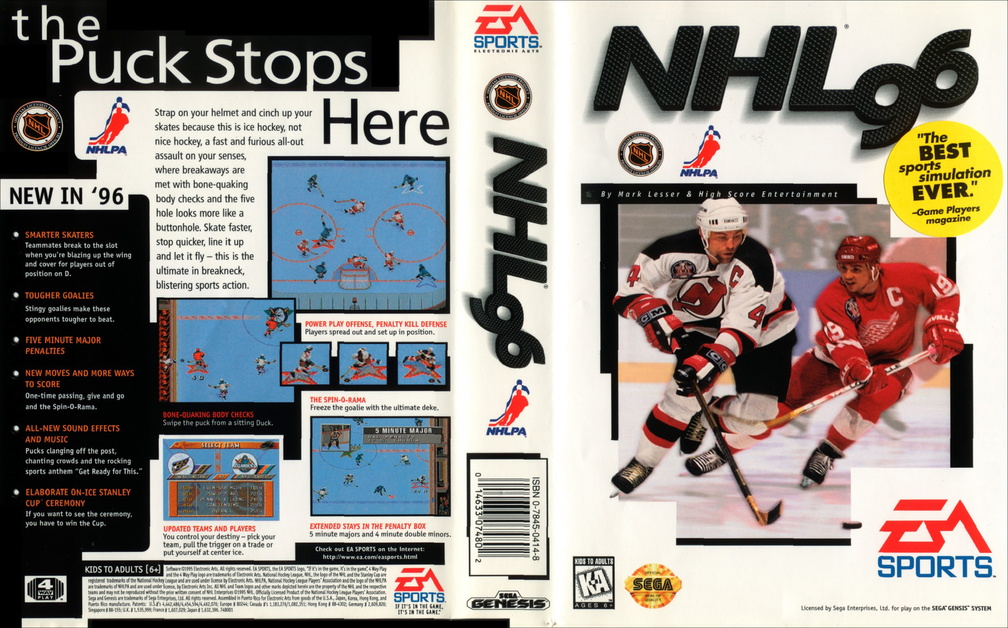 the
Puck Stops
Here
NHL
NHLPA
Strap on your helmet and cinch up your
skates because this is ice hockey, not
nice hockey, a fast and furious all-out
assault on your senses,
where breakaways are
met with bone-quaking
body checks and the five
hole looks more like a
buttonhole. Skate faster,
stop quicker, line it up
and let it fly – this is the
ultimate in breakneck,
blistering sports action.
NEW IN '96
SMARTER SKATERS
Teammates break to the slot
when you're blazing up the wing
and cover for players out of
position on D.
TOUGHER GOALIES
Stingy goalies make these
opponents tougher to beat.
FIVE MINUTE MAJOR
PENALTIES
NEW MOVES AND MORE WAYS
TO SCORE
One-time passing, give and go
and the Spin-O-Rama.
ALL-NEW SOUND EFFECTS
AND MUSIC
Pucks clanging off the post,
chanting crowds and the rocking
sports anthem "Get Ready for This."
ELABORATE ON-ICE STANLEY
CUP CEREMONY
If you want to see the ceremony,
you have to win the Cup.
POWER PLAY OFFENSE, PENALTY KILL DEFENSE
Players spread out and set up in position.
BONE-QUAKING BODY CHECKS
Swipe the puck from a sitting Duck.
THE SPIN-O-RAMA
Freeze the goalie with the ultimate deke.
SELECT TEAM
UPDATED TEAMS AND PLAYERS
You control your destiny – pick your
team, pull the trigger on a trade or
put yourself at center ice.
5 MINUTE MAJOR
EXTENDED STAYS IN THE PENALTY BOX
5 minute majors and 4 minute double minors.
Check out EA SPORTS on the Internet:
http://www.ea.com/easports.html
4 WAY
PLAY
KIDS TO ADULTS [6+]
EA
SPORTS
IF IT'S IN THE GAME,
IT'S IN THE GAME.
EA
SPORTS
ELECTRONIC ARTS
NHL
NHL96
NHLPA
0 14633 07480 2
ISBN 0-7845-0414-8
SEGA
GENESIS
NHL96
NHL
NHLPA
"The
BEST
sports
simulation
EVER."
–Game Players
magazine
By Mark Lesser & High Score Entertainment
4
C
4
19
C
19
CCM
KIDS TO ADULTS
K-A
AGES 6+
SEGA
EA
SPORTS
Licensed by Sega Enterprises, Ltd. for play on the SEGA GENESIS SYSTEM